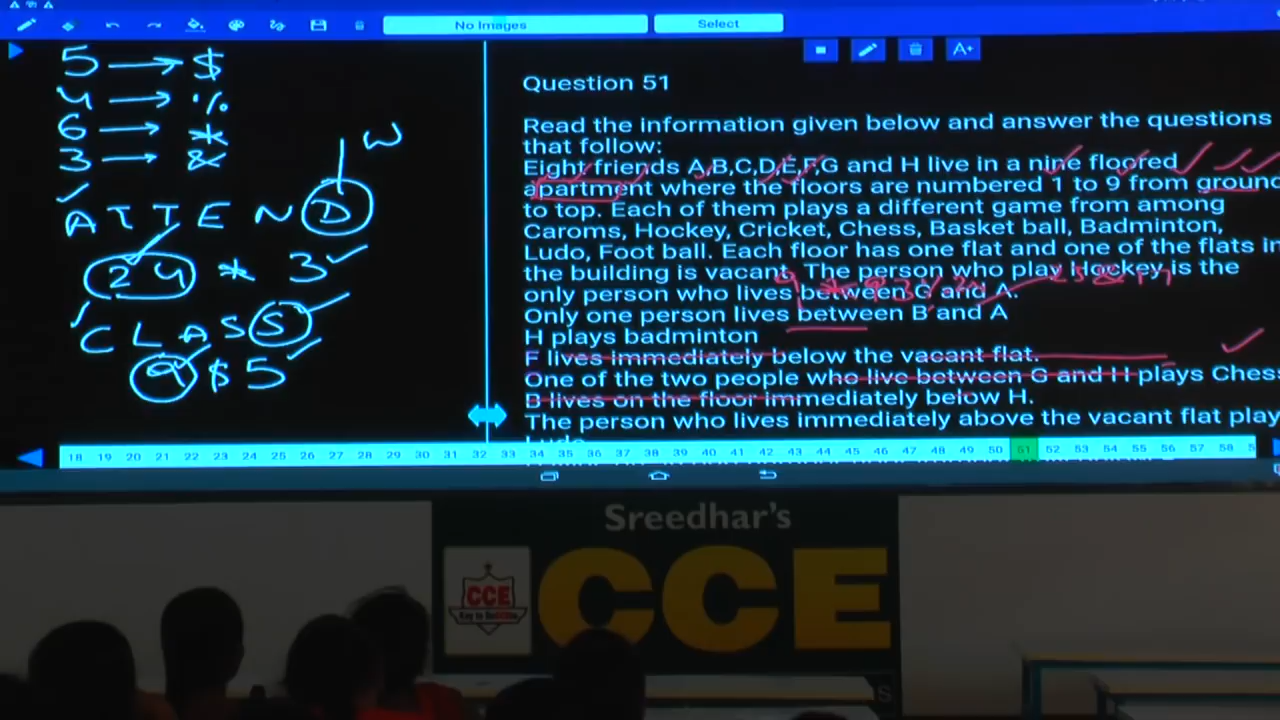 No Images
Select
A+
5 → $
4 → %
6 → *
3 → &
W
ATTEND
24 * 3
CLASS
9 $ 5
Question 51
Read the information given below and answer the questions
that follow:
Eight friends A,B,C,D,E,F,G and H live in a nine floored
apartment where the floors are numbered 1 to 9 from ground
to top. Each of them plays a different game from among
Caroms, Hockey, Cricket, Chess, Basket ball, Badminton,
Ludo, Foot ball. Each floor has one flat and one of the flats in
the building is vacant. The person who play Hockey is the
only person who lives between G and A.
Only one person lives between B and A
H plays badminton
F lives immediately below the vacant flat.
One of the two people who live between G and H plays Chess
B lives on the floor immediately below H.
The person who lives immediately above the vacant flat play
Ludo
18 19 20 21 22 23 24 25 26 27 28 29 30 31 32 33 34 35 36 37 38 39 40 41 42 43 44 45 46 47 48 49 50 51 52 53 54 55 56 57 58 5
Sreedhar's
CCE
CCE